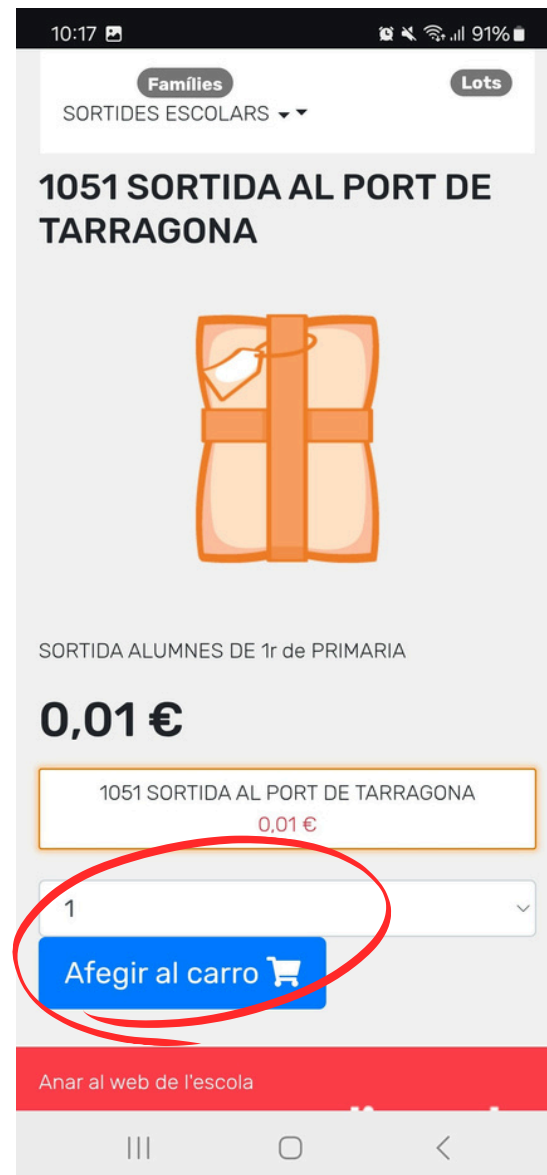 10:17 91%
Famílies Lots
SORTIDES ESCOLARS
1051 SORTIDA AL PORT DE
TARRAGONA
SORTIDA ALUMNES DE 1r de PRIMARIA
0,01 €
1051 SORTIDA AL PORT DE TARRAGONA
0,01 €
1
Afegir al carro
Anar al web de l'escola